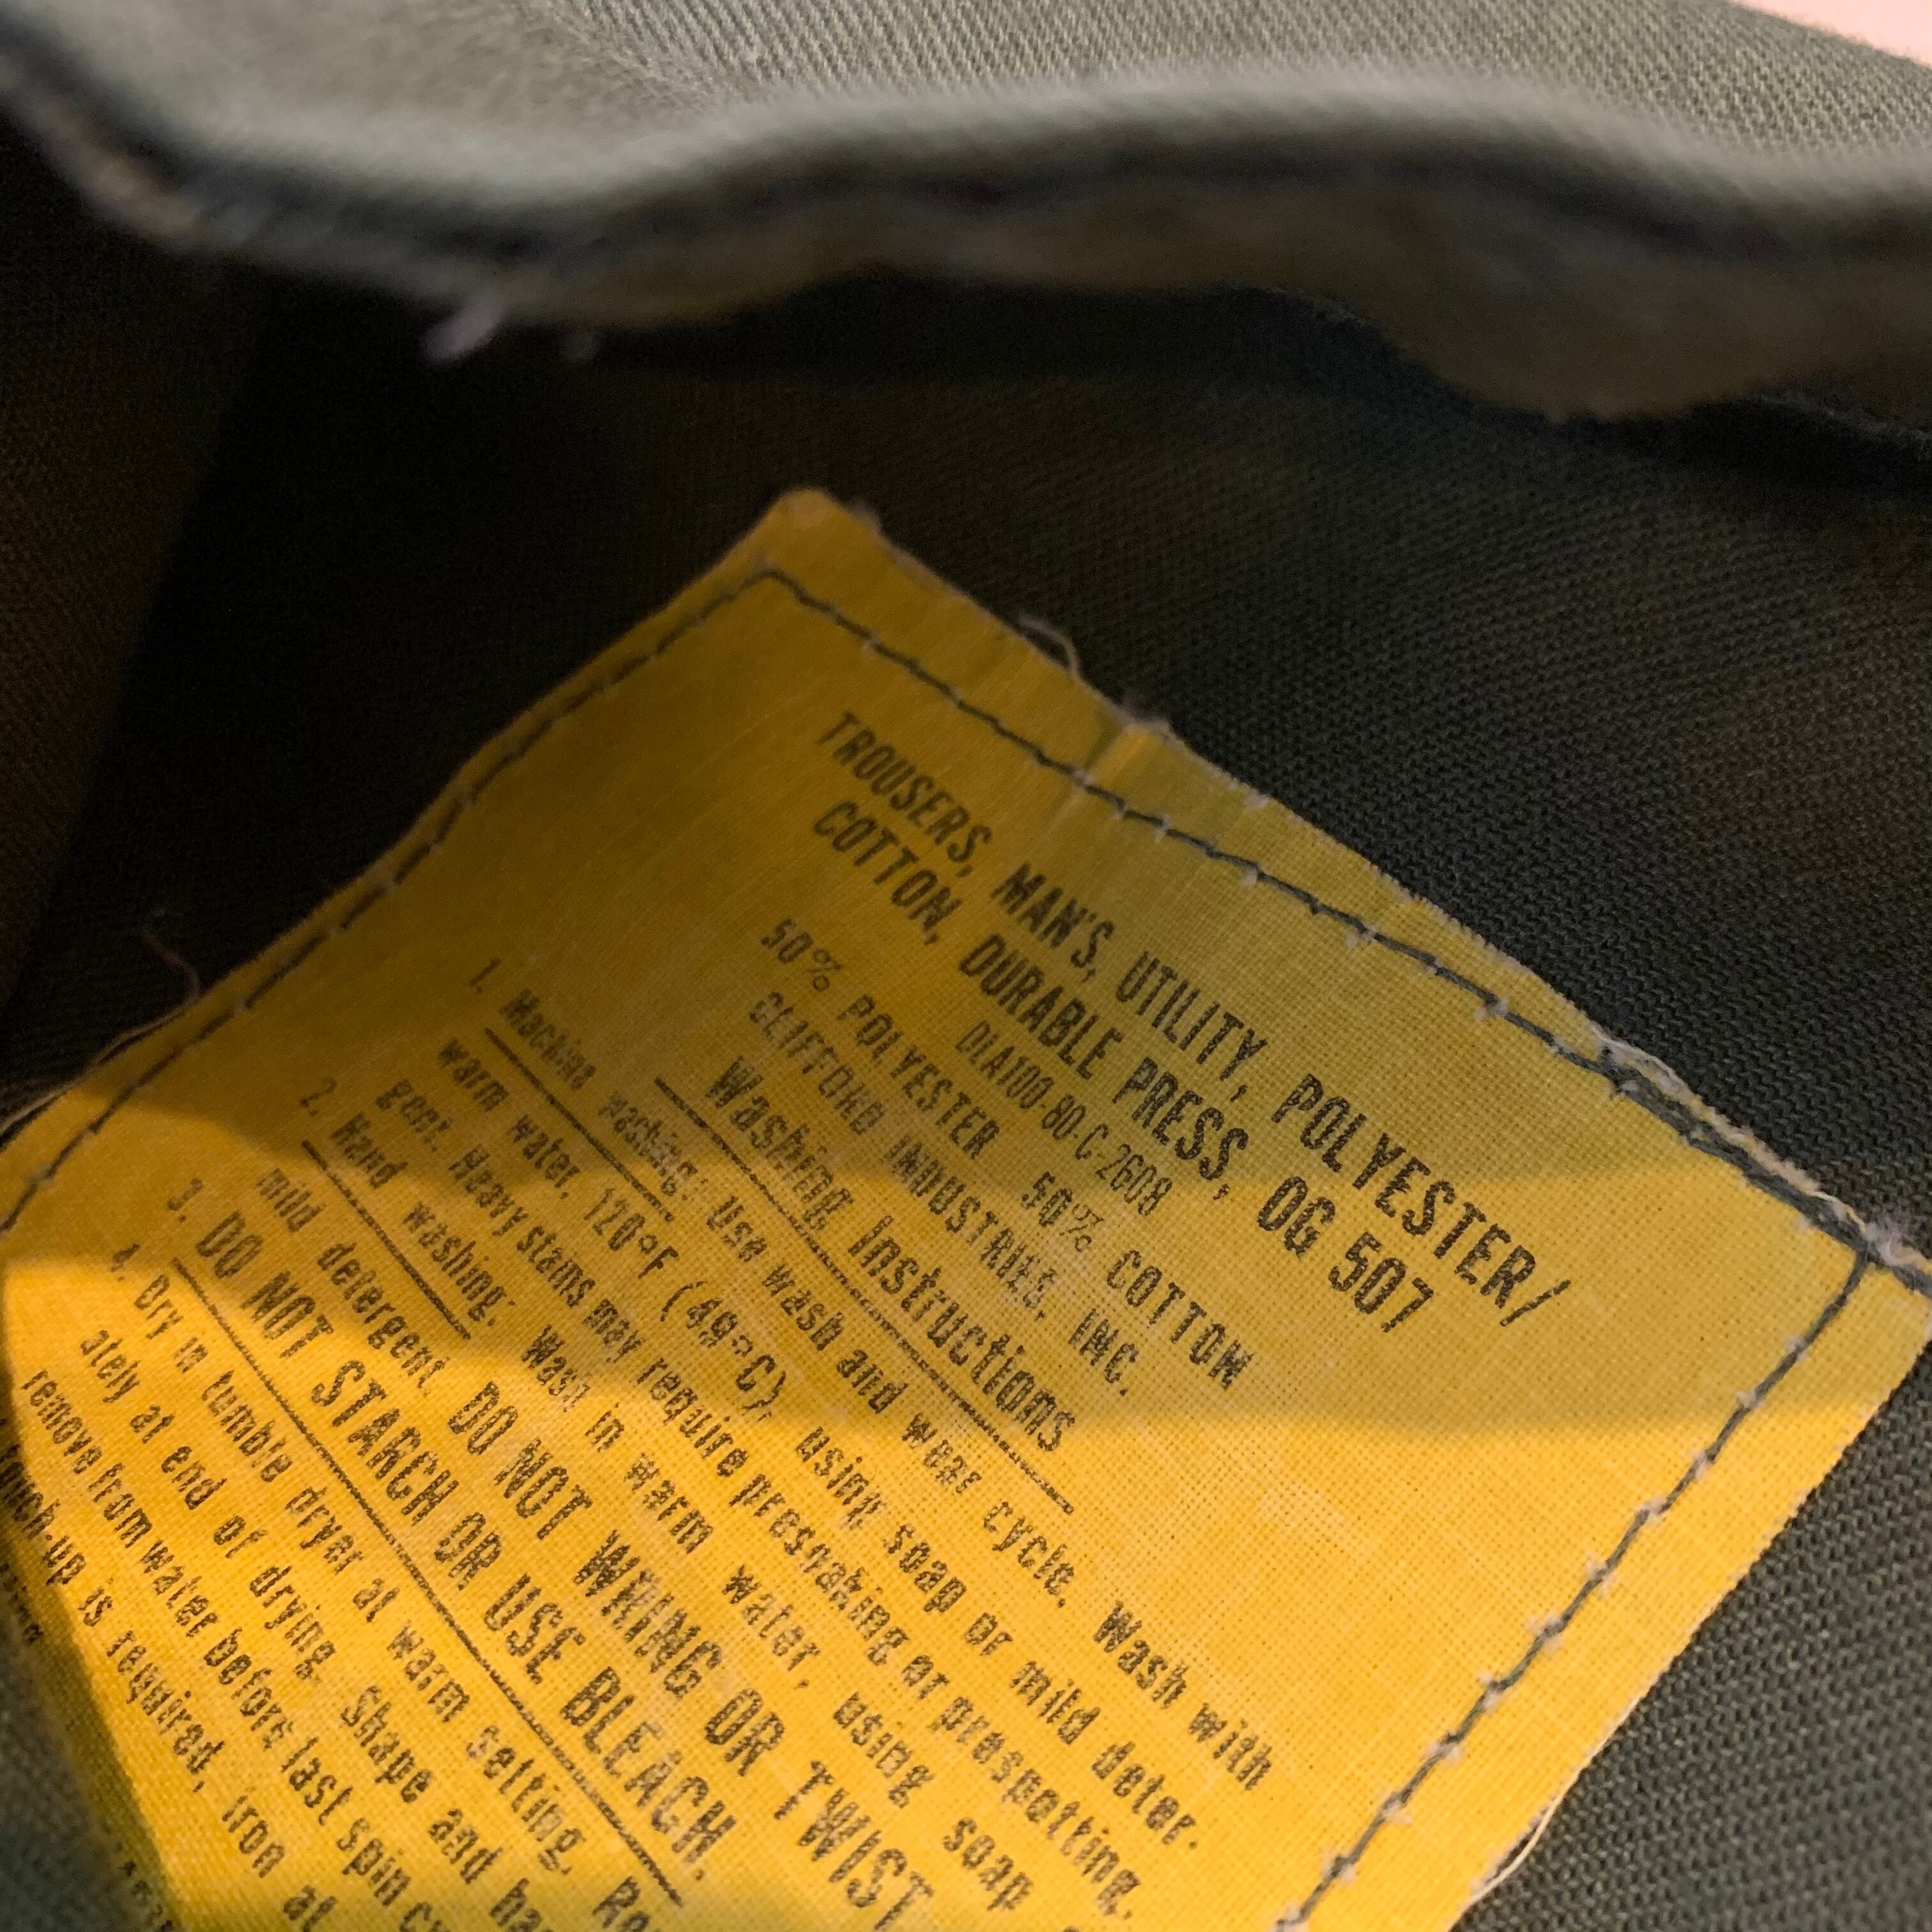 TROUSERS, MAN'S, UTILITY, POLYESTER/
COTTON, DURABLE PRESS, OG 507
DLA100-80-C-2608
50% POLYESTER 50% COTTON
CLIFFORD INDUSTRIES, INC.
Washing Instructions
1. Machine washing: Use wash and wear cycle. Wash with
warm water, 120°F (49°C), using soap or mild deter-
gent. Heavy stains may require presoaking or prespotting.
2. Hand washing: Wash in warm water, using soap
mild detergent. DO NOT WRING OR TWIST
3. DO NOT STARCH OR USE BLEACH.
4. Dry in tumble dryer at warm setting.
ately at end of drying. Shape and
remove from water before last spin
touch-up is required, iron at